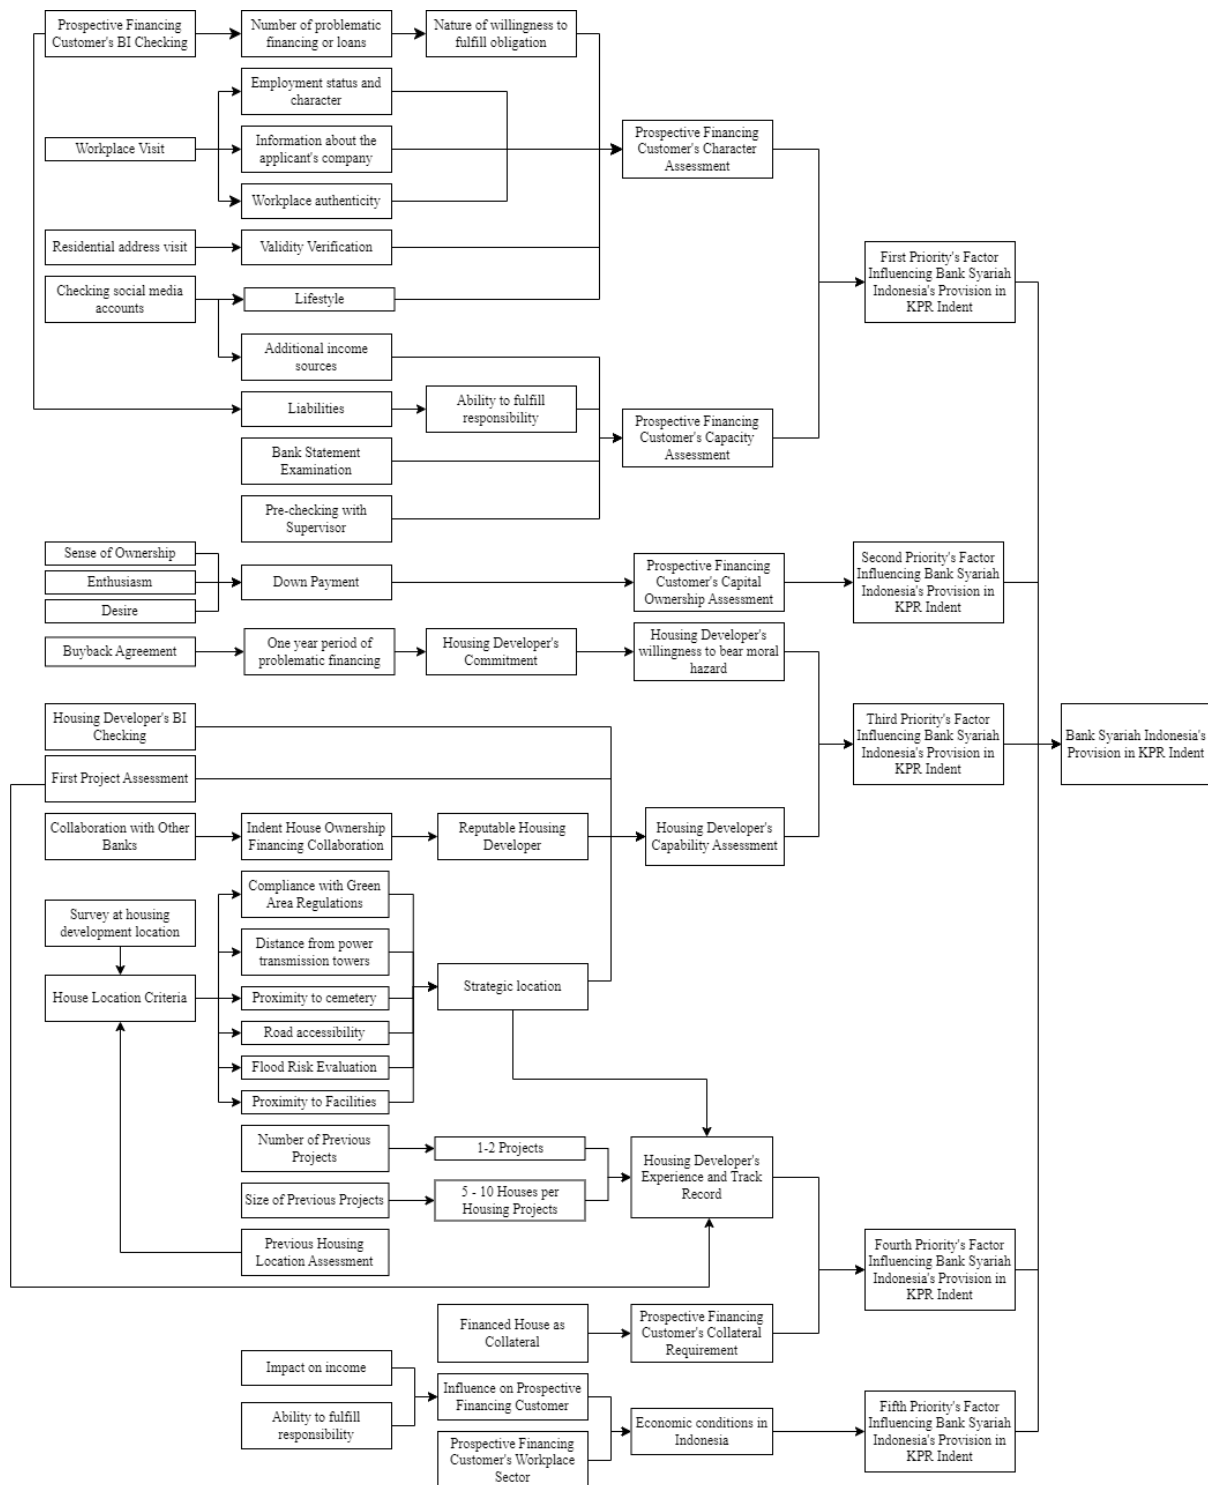 Prospective Financing
Customer's BI Checking
Number of problematic
financing or loans
Nature of willingness to
fulfill obligation
Employment status and
character
Workplace Visit
Information about the
applicant's company
Prospective Financing
Customer's Character
Assessment
Workplace authenticity
Residential address visit
Validity Verification
First Priority's Factor
Influencing Bank Syariah
Indonesia's Provision in
KPR Indent
Checking social media
accounts
Lifestyle
Additional income
sources
Liabilities
Ability to fulfill
responsibility
Prospective Financing
Customer's Capacity
Assessment
Bank Statement
Examination
Pre-checking with
Supervisor
Sense of Ownership
Enthusiasm
Desire
Down Payment
Prospective Financing
Customer's Capital
Ownership Assessment
Second Priority's Factor
Influencing Bank Syariah
Indonesia's Provision in
KPR Indent
Buyback Agreement
One year period of
problematic financing
Housing Developer's
Commitment
Housing Developer's
willingness to bear moral
hazard
Housing Developer's BI
Checking
Third Priority's Factor
Influencing Bank Syariah
Indonesia's Provision in
KPR Indent
Bank Syariah Indonesia's
Provision in KPR Indent
First Project Assessment
Collaboration with Other
Banks
Indent House Ownership
Financing Collaboration
Reputable Housing
Developer
Housing Developer's
Capability Assessment
Compliance with Green
Area Regulations
Survey at housing
development location
Distance from power
transmission towers
House Location Criteria
Proximity to cemetery
Strategic location
Road accessibility
Flood Risk Evaluation
Proximity to Facilities
Number of Previous
Projects
1-2 Projects
Housing Developer's
Experience and Track
Record
Size of Previous Projects
5 - 10 Houses per
Housing Projects
Previous Housing
Location Assessment
Fourth Priority's Factor
Influencing Bank Syariah
Indonesia's Provision in
KPR Indent
Financed House as
Collateral
Prospective Financing
Customer's Collateral
Requirement
Impact on income
Influence on Prospective
Financing Customer
Ability to fulfill
responsibility
Economic conditions in
Indonesia
Fifth Priority's Factor
Influencing Bank Syariah
Indonesia's Provision in
KPR Indent
Prospective Financing
Customer's Workplace
Sector